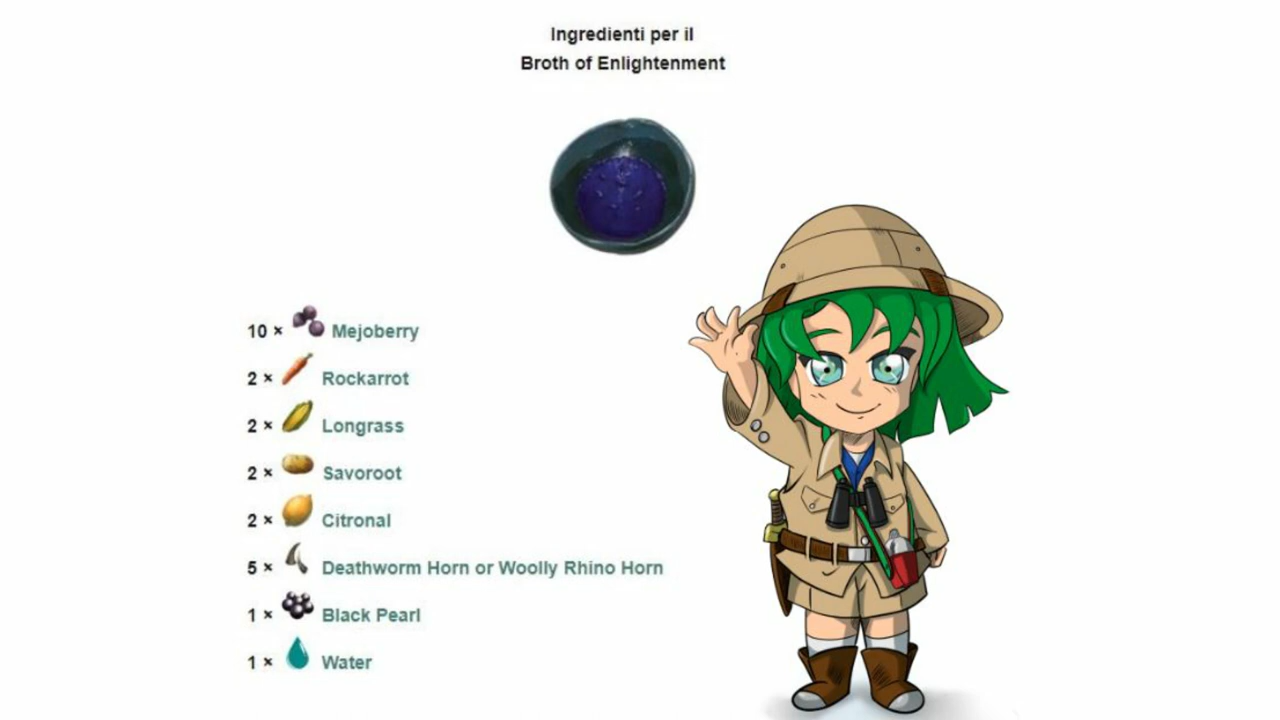 Ingredienti per il
Broth of Enlightenment
10 × Mejoberry
2 × Rockarrot
2 × Longrass
2 × Savoroot
2 × Citronal
5 × Deathworm Horn or Woolly Rhino Horn
1 × Black Pearl
1 × Water